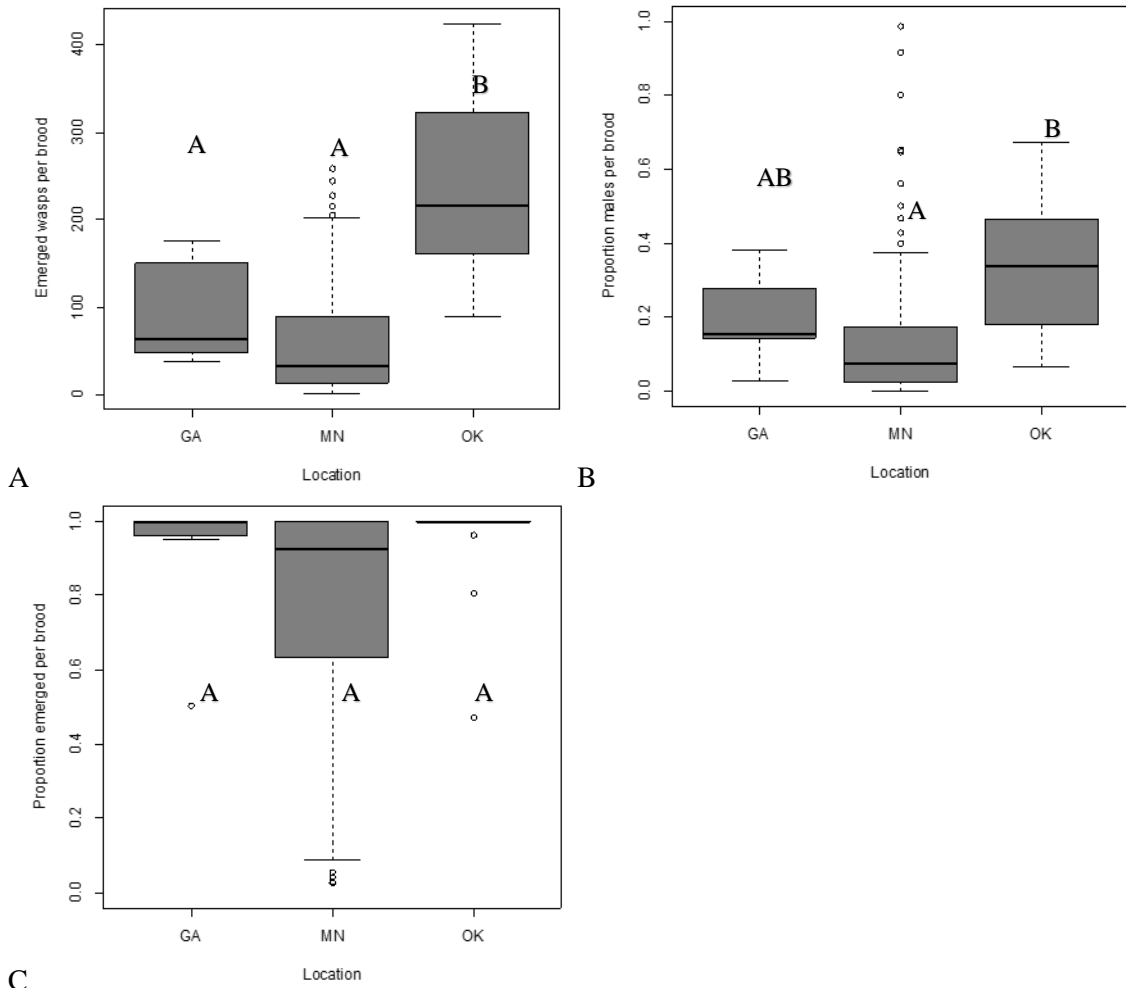 Emerged wasps per brood
400
300
200
100
0
A
A
B
GA
MN
OK
Location
A
Proportion males per brood
1.0
0.8
0.6
0.4
0.2
0.0
AB
A
B
GA
MN
OK
Location
B
Proportion emerged per brood
1.0
0.8
0.6
0.4
0.2
0.0
A
A
A
GA
MN
OK
Location
C